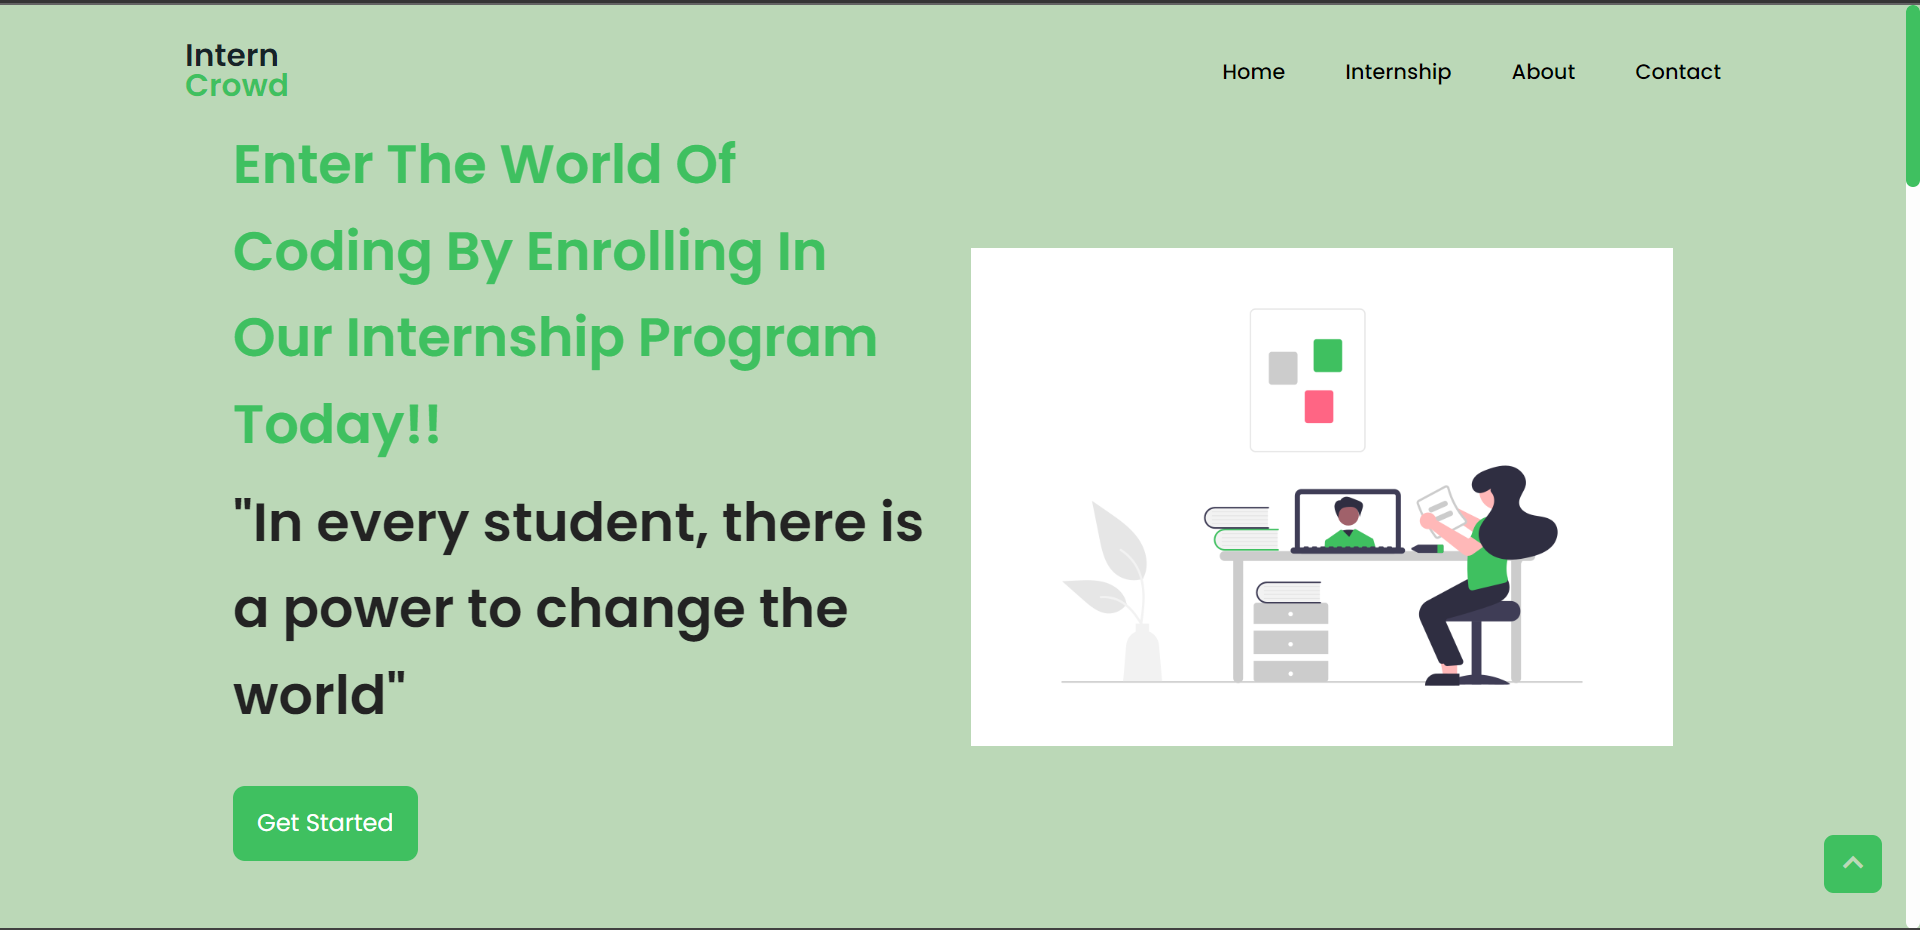 Intern
Crowd
Home Internship About Contact
Enter The World Of
Coding By Enrolling In
Our Internship Program
Today!!
"In every student, there is
a power to change the
world"
Get Started